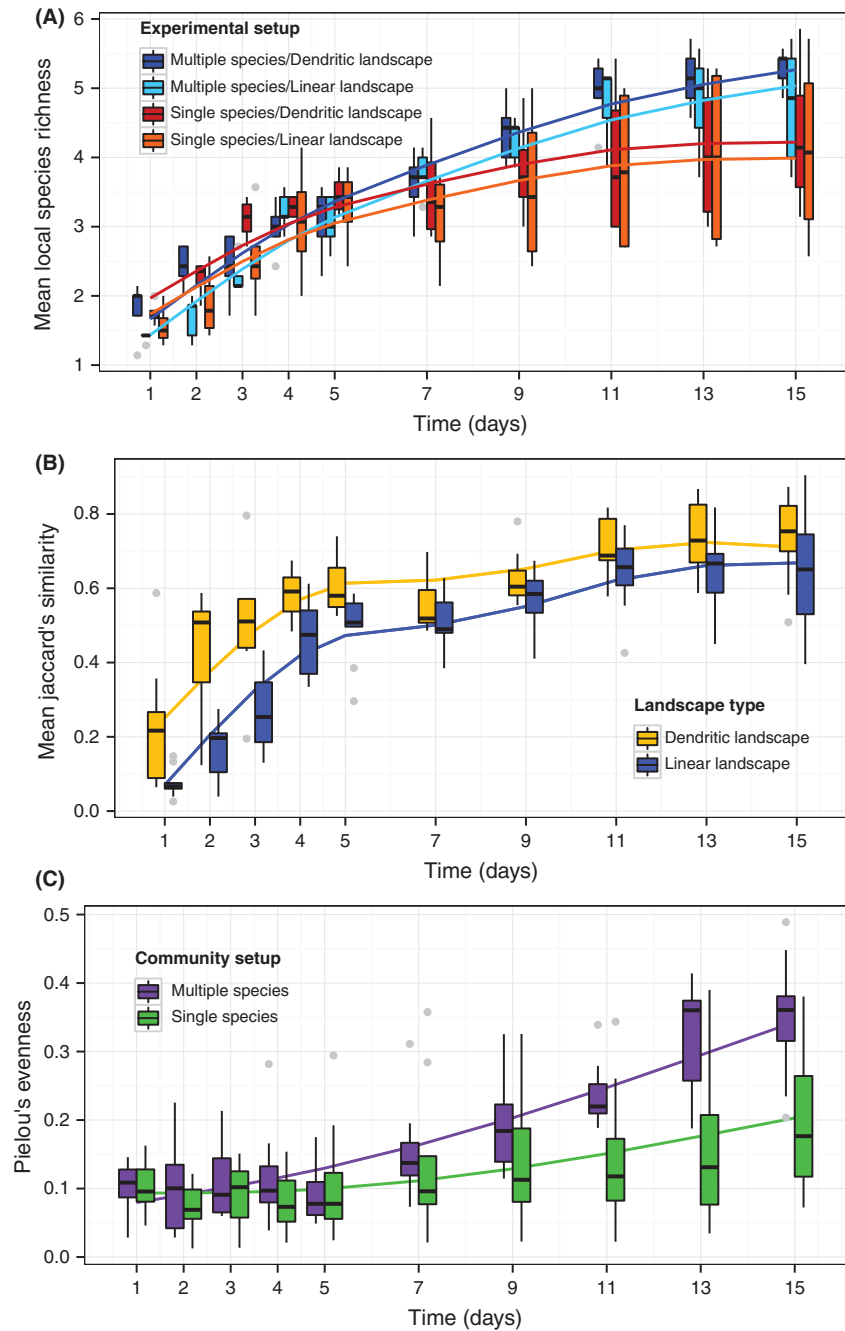 (A)
Experimental setup
Multiple species/Dendritic landscape
Multiple species/Linear landscape
Single species/Dendritic landscape
Single species/Linear landscape
Mean local species richness
6
5
4
3
2
1
1 2 3 4 5 7 9 11 13 15
Time (days)
(B)
Mean jaccard's similarity
0.8
0.6
0.4
0.2
0.0
Landscape type
Dendritic landscape
Linear landscape
1 2 3 4 5 7 9 11 13 15
Time (days)
(C)
Community setup
Multiple species
Single species
Pielou's evenness
0.5
0.4
0.3
0.2
0.1
0.0
1 2 3 4 5 7 9 11 13 15
Time (days)